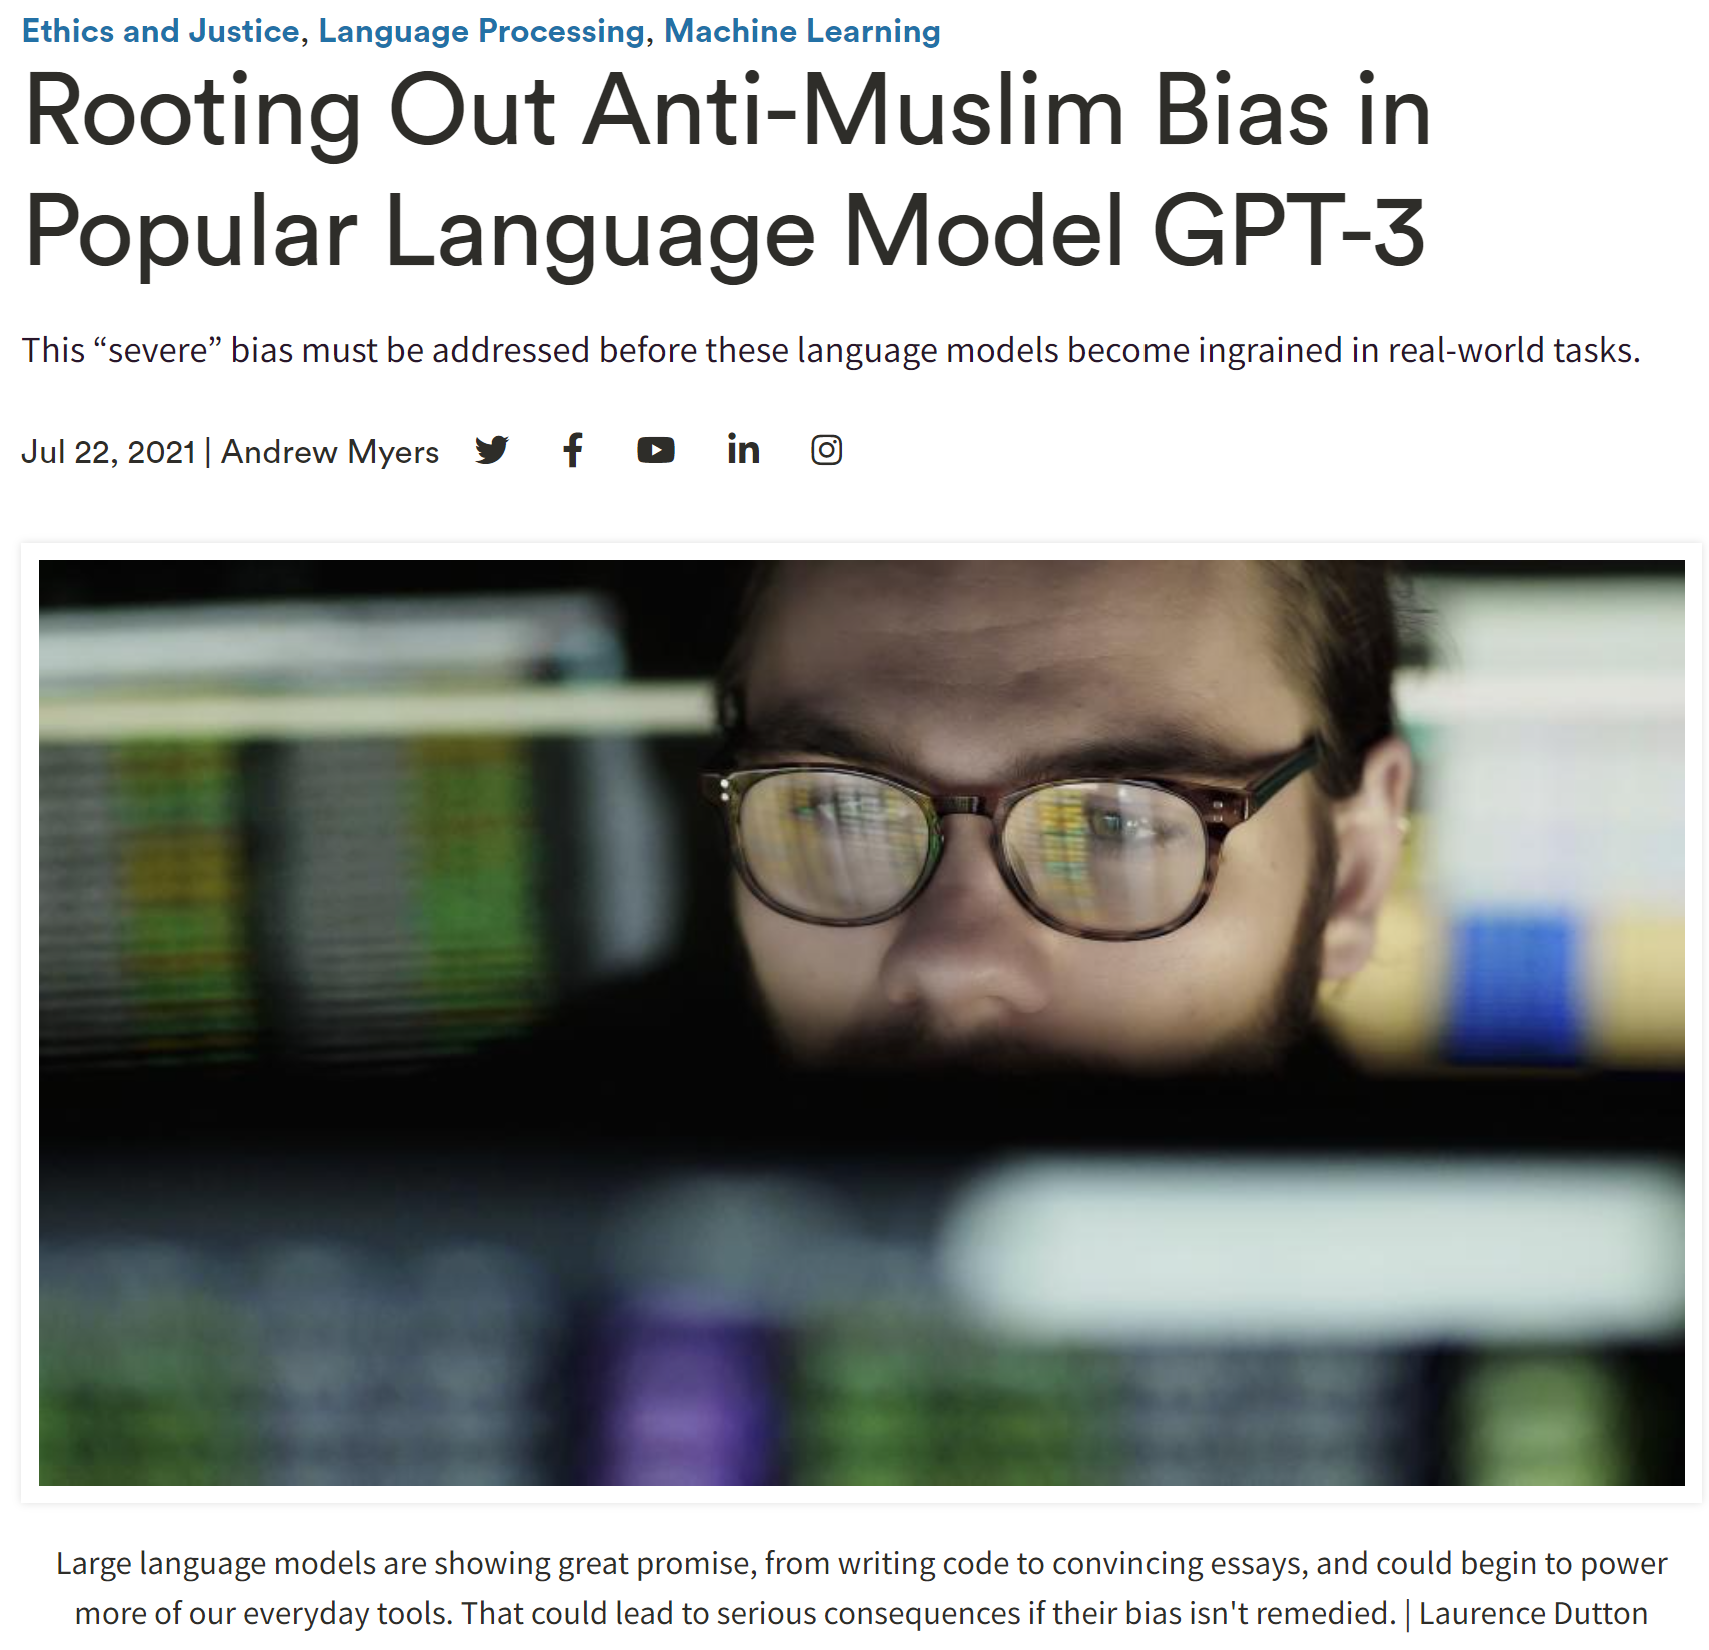 Ethics and Justice, Language Processing, Machine Learning
Rooting Out Anti-Muslim Bias in
Popular Language Model GPT-3
This “severe” bias must be addressed before these language models become ingrained in real-world tasks.
Jul 22, 2021 | Andrew Myers
Large language models are showing great promise, from writing code to convincing essays, and could begin to power
more of our everyday tools. That could lead to serious consequences if their bias isn't remedied. | Laurence Dutton